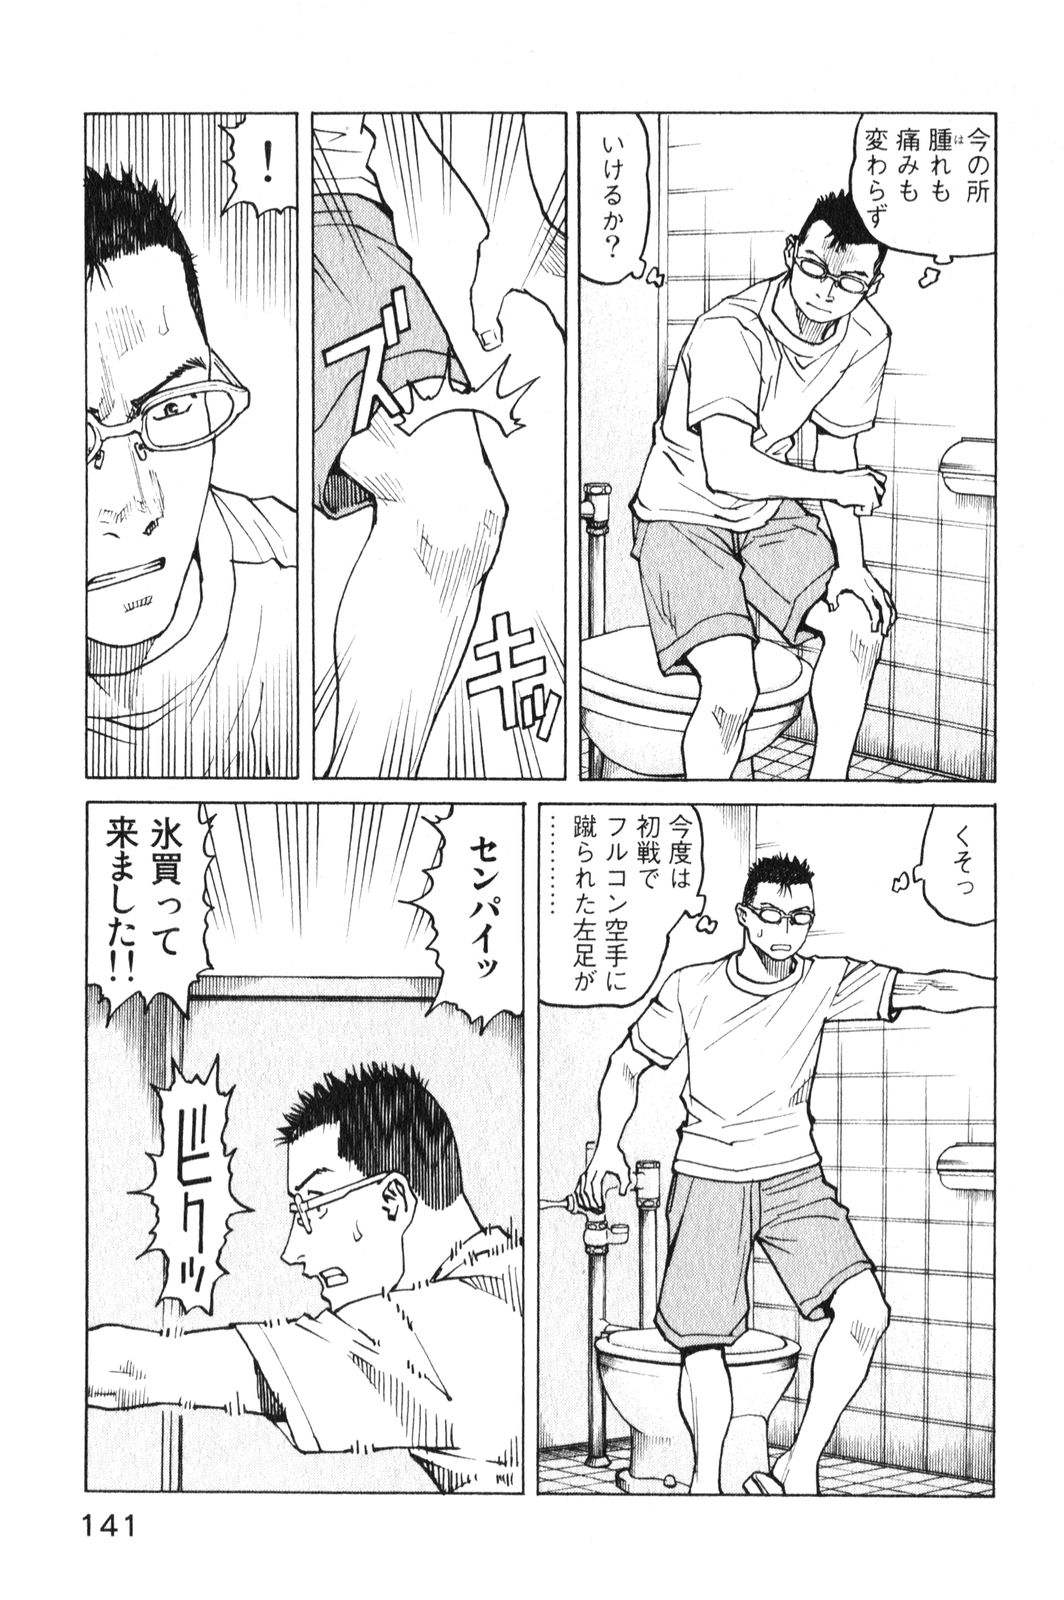 今の所
腫れも
痛みも
変わらず
は
いけるか?
ズ
キッ
!
くそっ
今度は
初戦で
フルコン空手に
蹴られた左足が
…………
センパイッ
氷買って
来ました!!
ビクッ
141